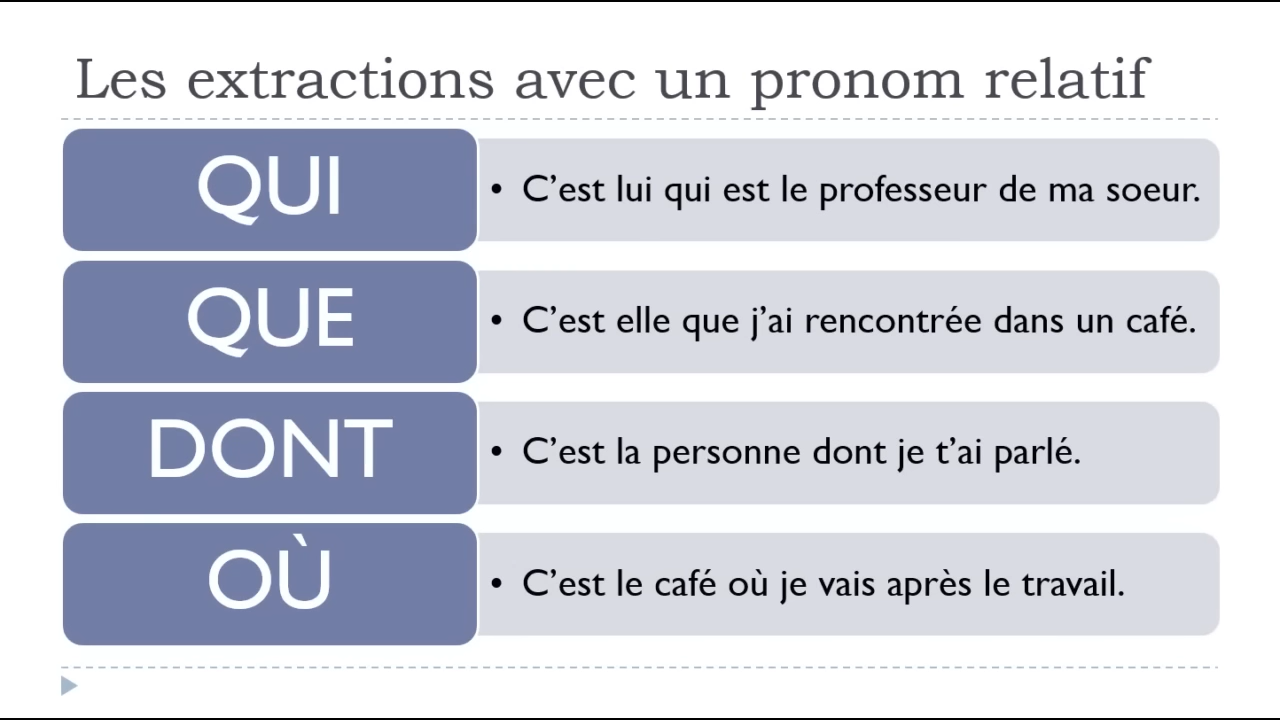 Les extractions avec un pronom relatif
QUI
• C’est lui qui est le professeur de ma soeur.
QUE
• C’est elle que j’ai rencontrée dans un café.
DONT
• C’est la personne dont je t’ai parlé.
OÙ
• C’est le café où je vais après le travail.